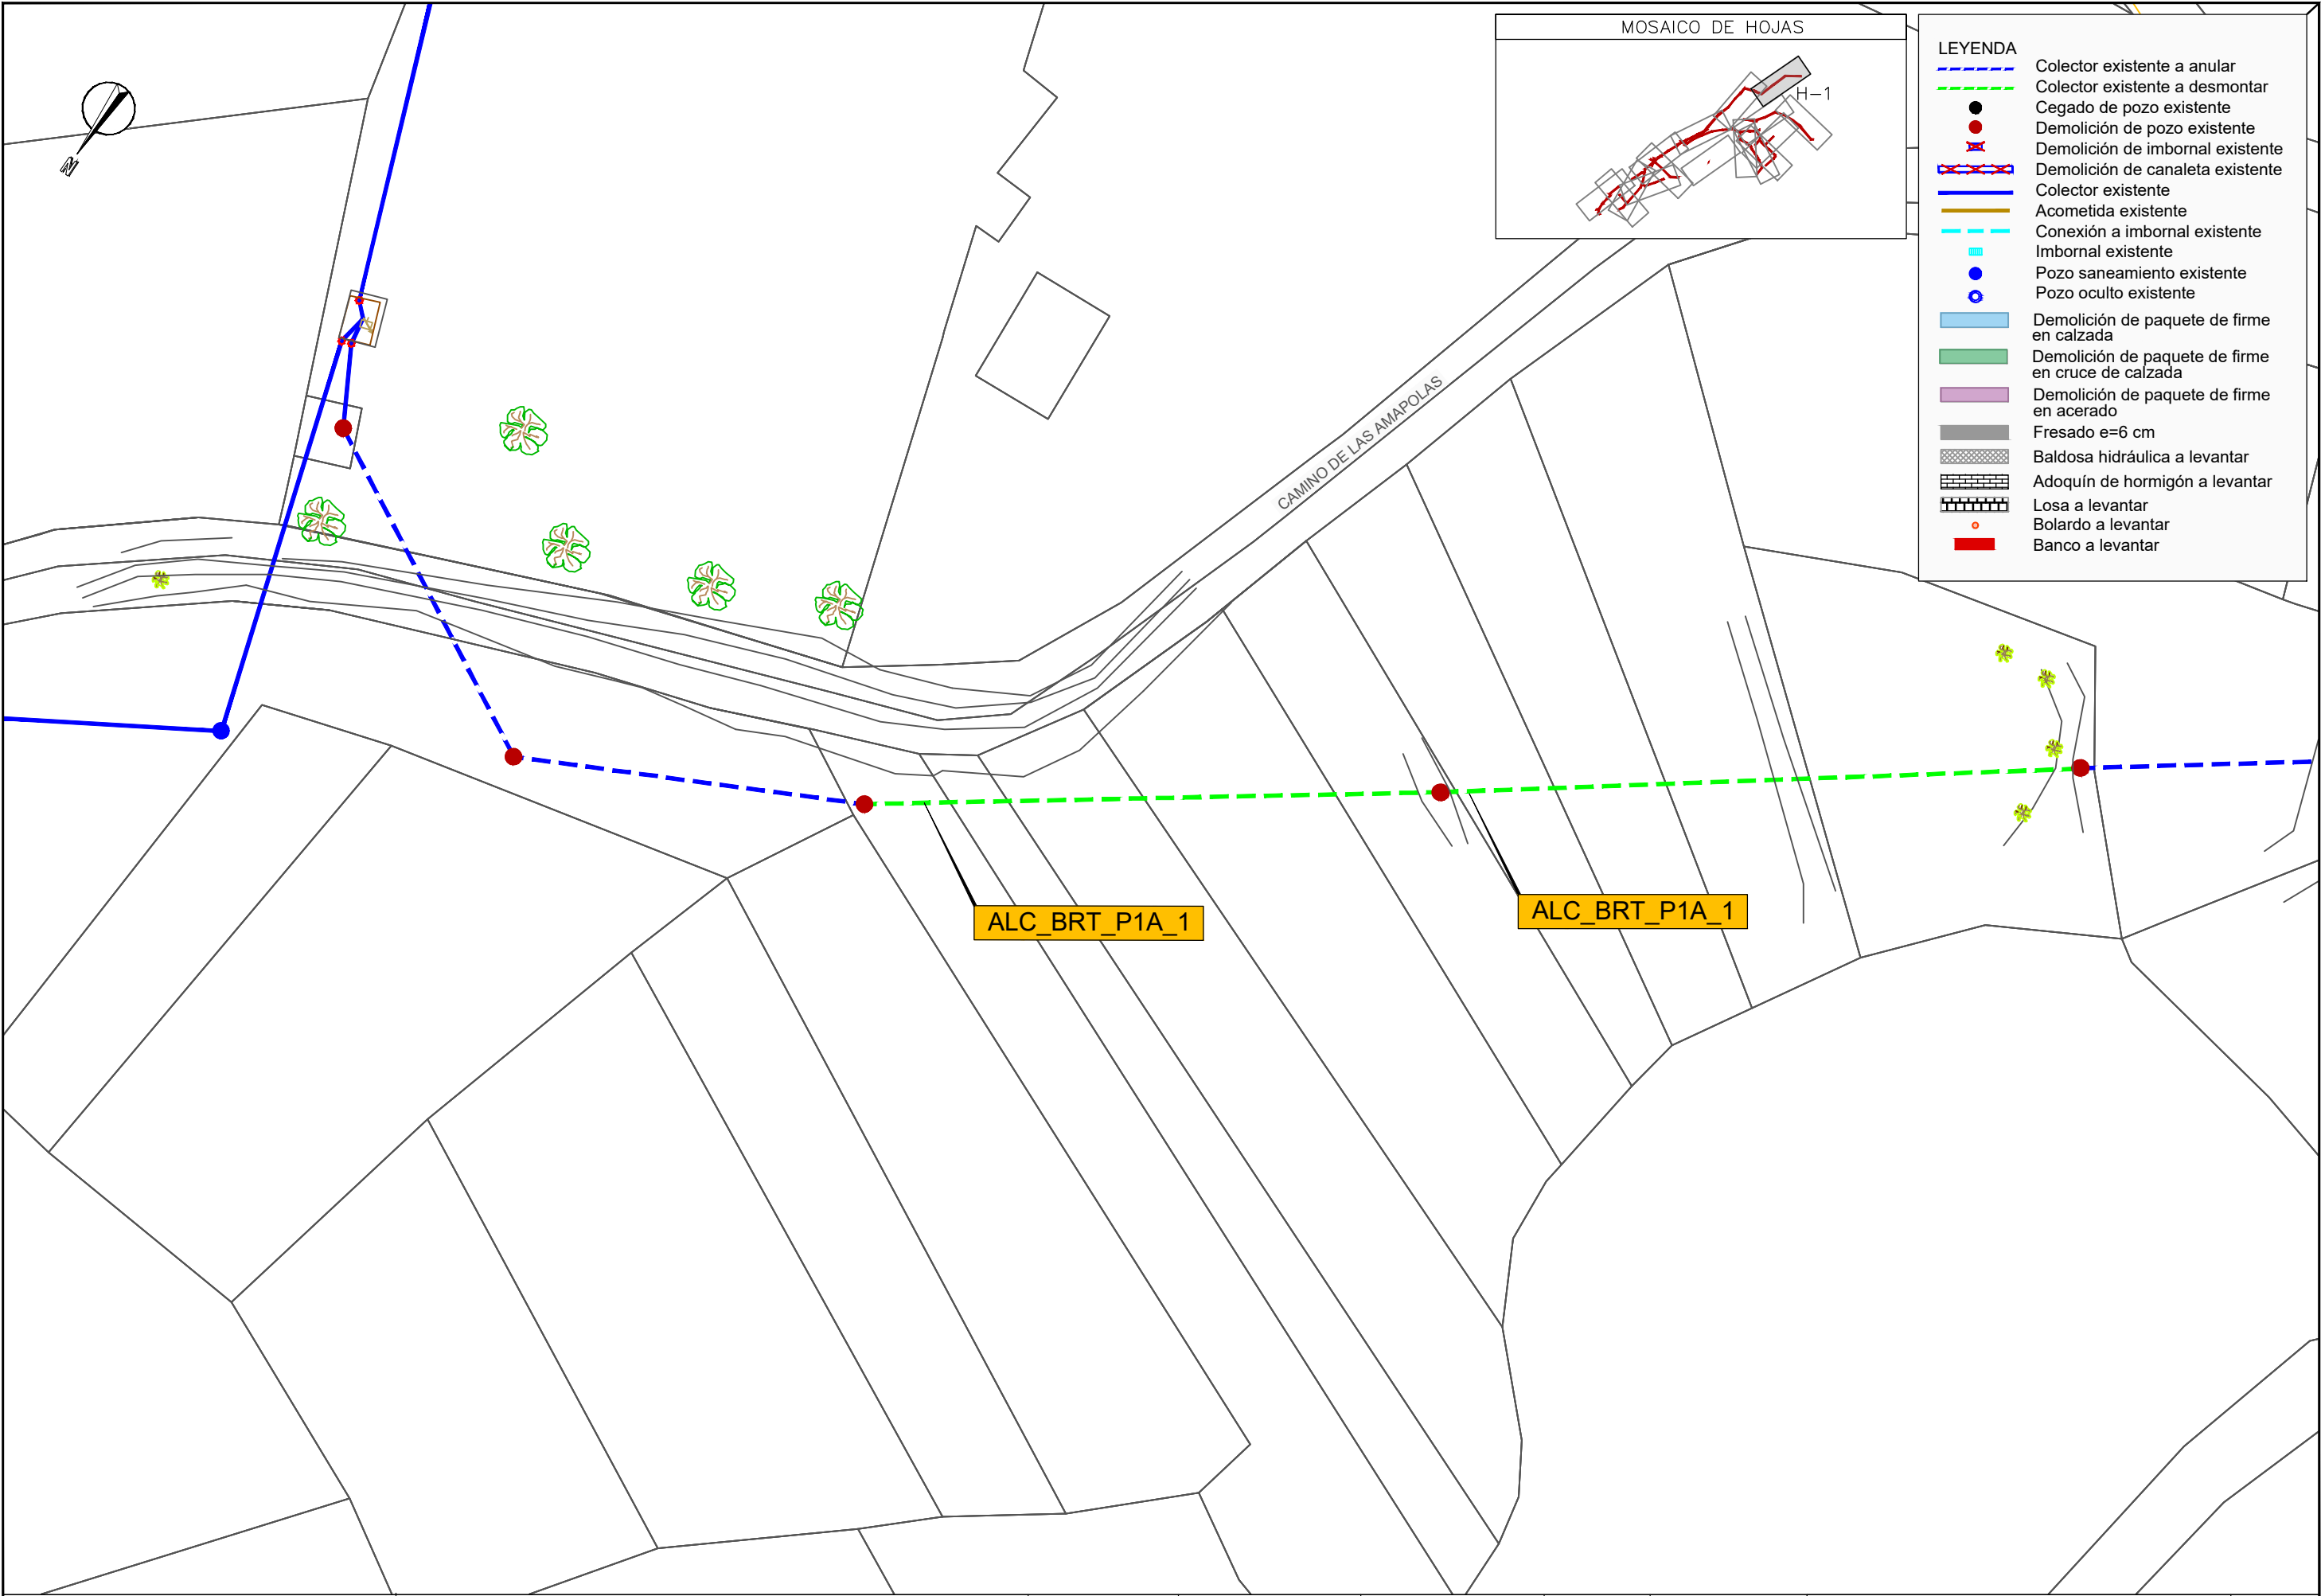 MOSAICO DE HOJAS
H-1
LEYENDA
Colector existente a anular
Colector existente a desmontar
Cegado de pozo existente
Demolición de pozo existente
Demolición de imbornal existente
Demolición de canaleta existente
Colector existente
Acometida existente
Conexión a imbornal existente
Imbornal existente
Pozo saneamiento existente
Pozo oculto existente
Demolición de paquete de firme
en calzada
Demolición de paquete de firme
en cruce de calzada
Demolición de paquete de firme
en acerado
Fresado e=6 cm
Baldosa hidráulica a levantar
Adoquín de hormigón a levantar
Losa a levantar
Bolardo a levantar
Banco a levantar
N
CAMINO DE LAS AMAPOLAS
ALC_BRT_P1A_1
ALC_BRT_P1A_1